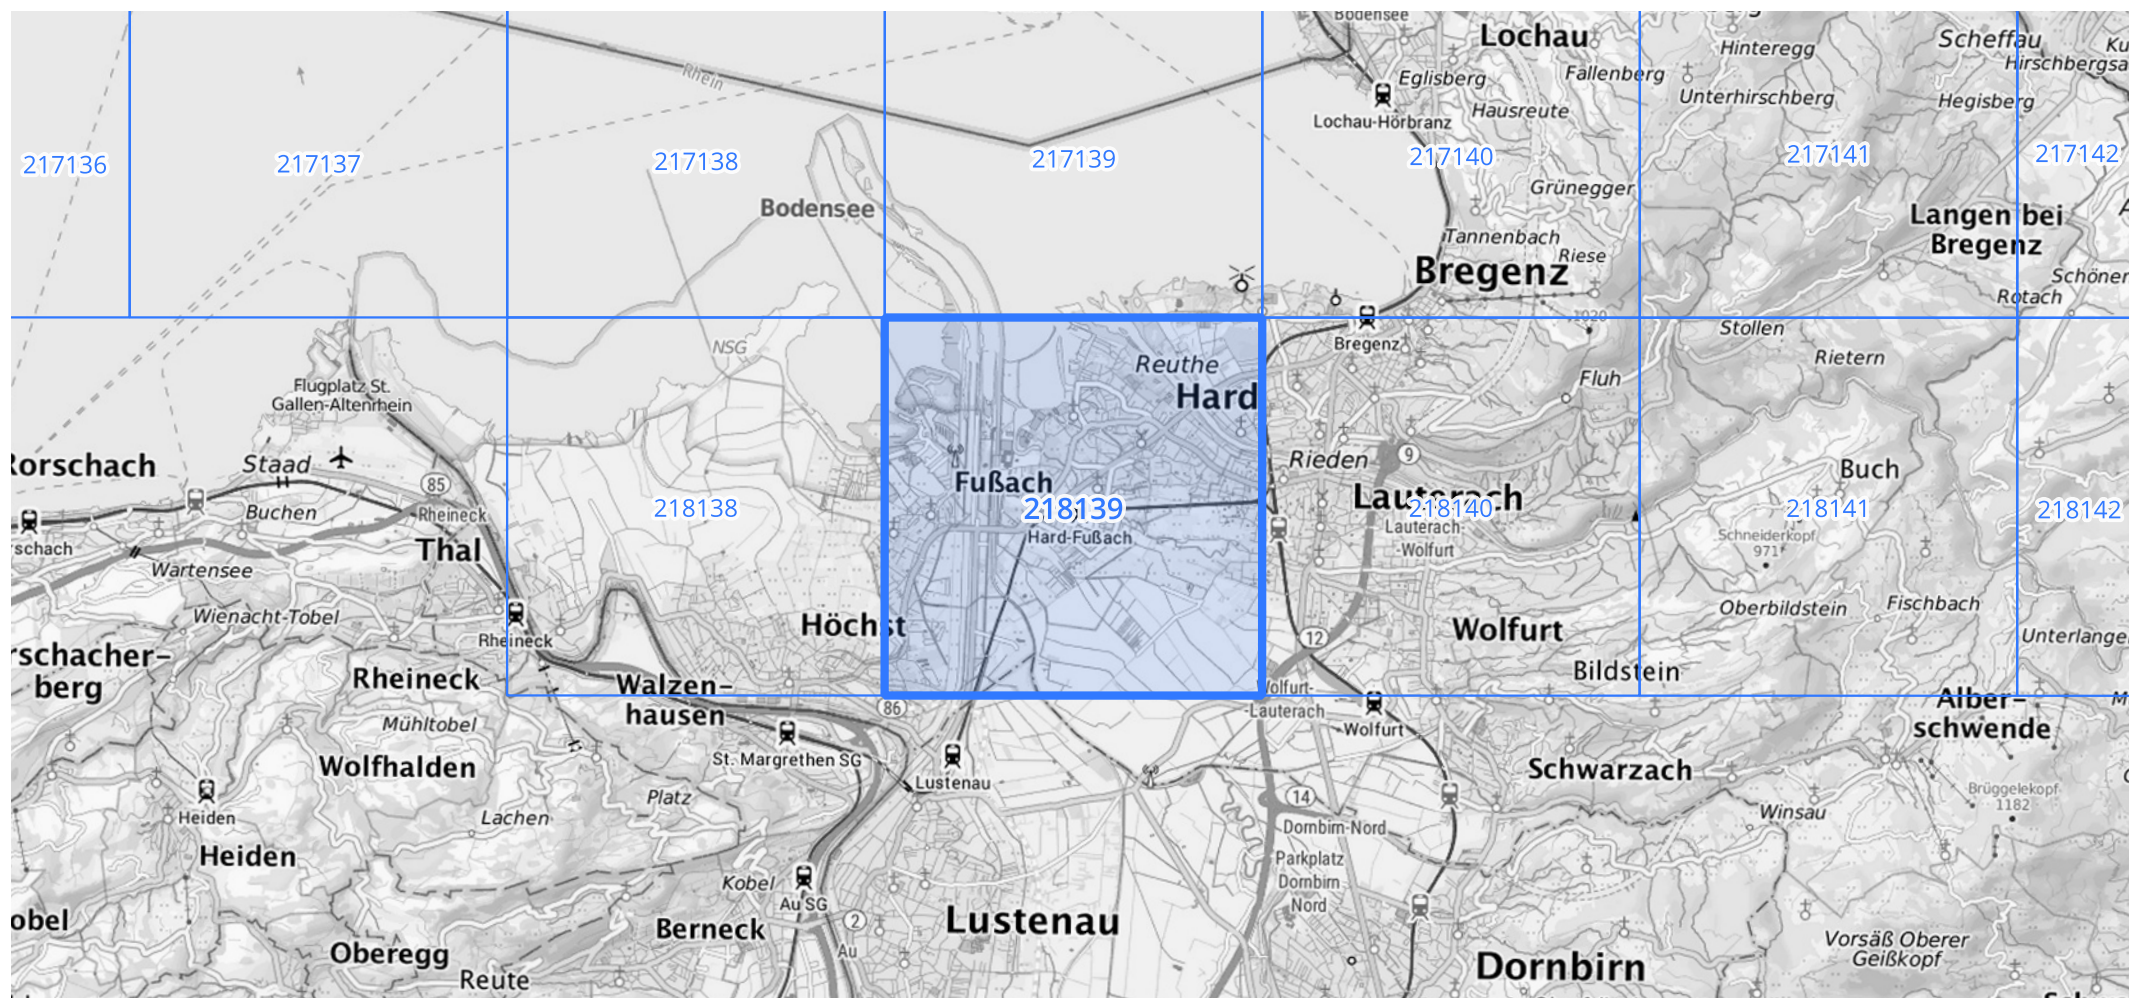 Bodensee
Lochau
Scheffau
Hinteregg
Ku
Hirschbergsa
Rhein
Eglisberg
Fallenberg
Unterhirschberg
Hegisberg
Hausreute
Lochau-Hörbranz
217136
217137
217138
217139
217140
217141
217142
Grünegger
Bodensee
Langen bei
Bregenz
Tannenbach
Riese
Bregenz
Schöner
Rotach
1020
Stollen
NSG
Bregenz
Rietern
Reuthe
Fluh
Flugplatz St.
Gallen-Altenrhein
Hard
Rorschach
Staad
Rieden
9
Buch
85
Fußach
Lauterach
Buchen
Rheineck
218138
218139
218140
218141
218142
rschach
Thal
Hard-Fußach
Lauterach
-Wolfurt
Schneiderkopf
971
Wartensee
Wienacht-Tobel
Rheineck
Höchst
12
Wolfurt
Oberbildstein
Fischbach
Unterlange
rschacher-
berg
Rheineck
Walzen-
hausen
Bildstein
Mühltobel
86
Wolfurt-
-Lauterach
Wolfurt
Alber-
schwende
M
Wolfhalden
St. Margrethen SG
Lustenau
Schwarzach
Heiden
Platz
Lachen
14
Brüggelekopf
1182
Winsau
Dornbirn-Nord
Heiden
Parkplatz
Dornbirn
Nord
Kobel
Au SG
obel
Berneck
2
Au
Lustenau
Oberegg
Reute
Dornbirn
Vorsäß Oberer
Geißkopf